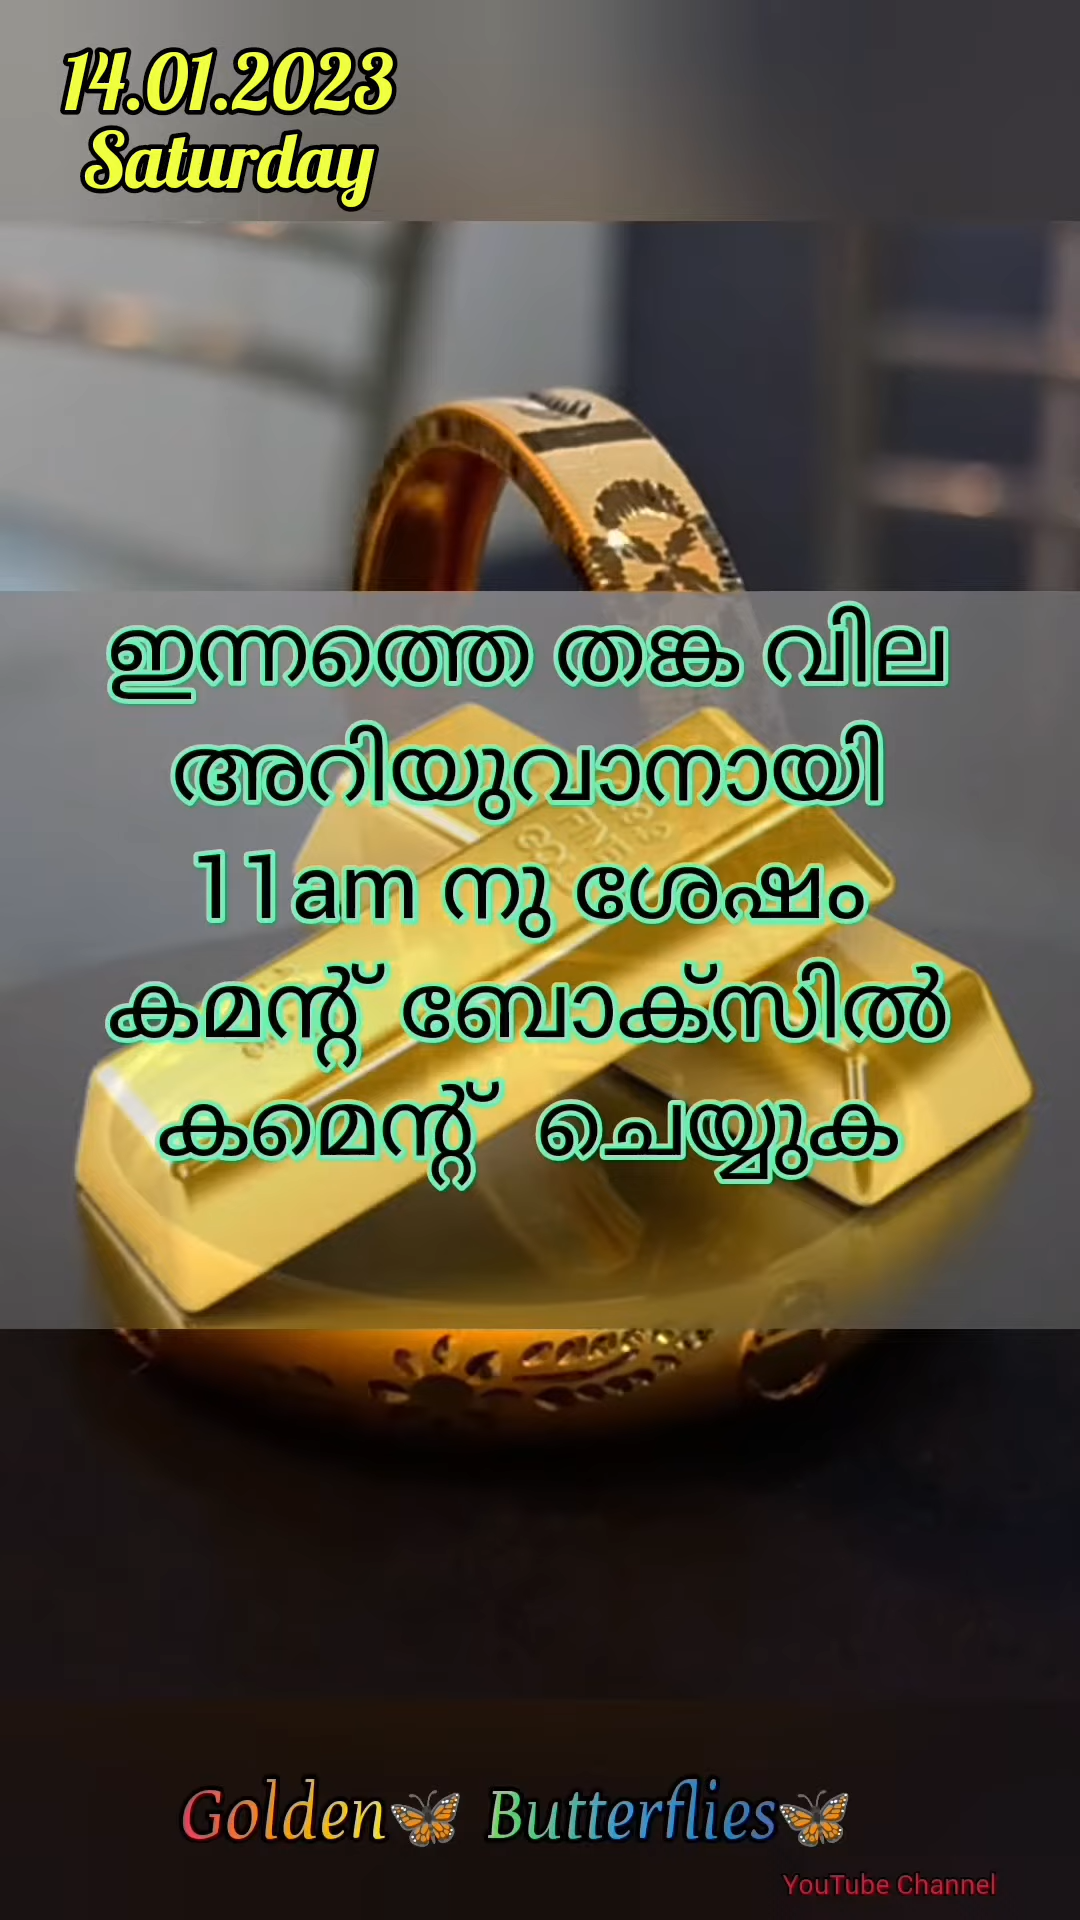 14.01.2023
Saturday
ഇന്നത്തെ തങ്ക വില
അറിയുവാനായി
11am നു ശേഷം
കമന്റ് ബോക്സിൽ
കമെന്റ് ചെയ്യുക
Golden🦋 Butterflies🦋
YouTube Channel